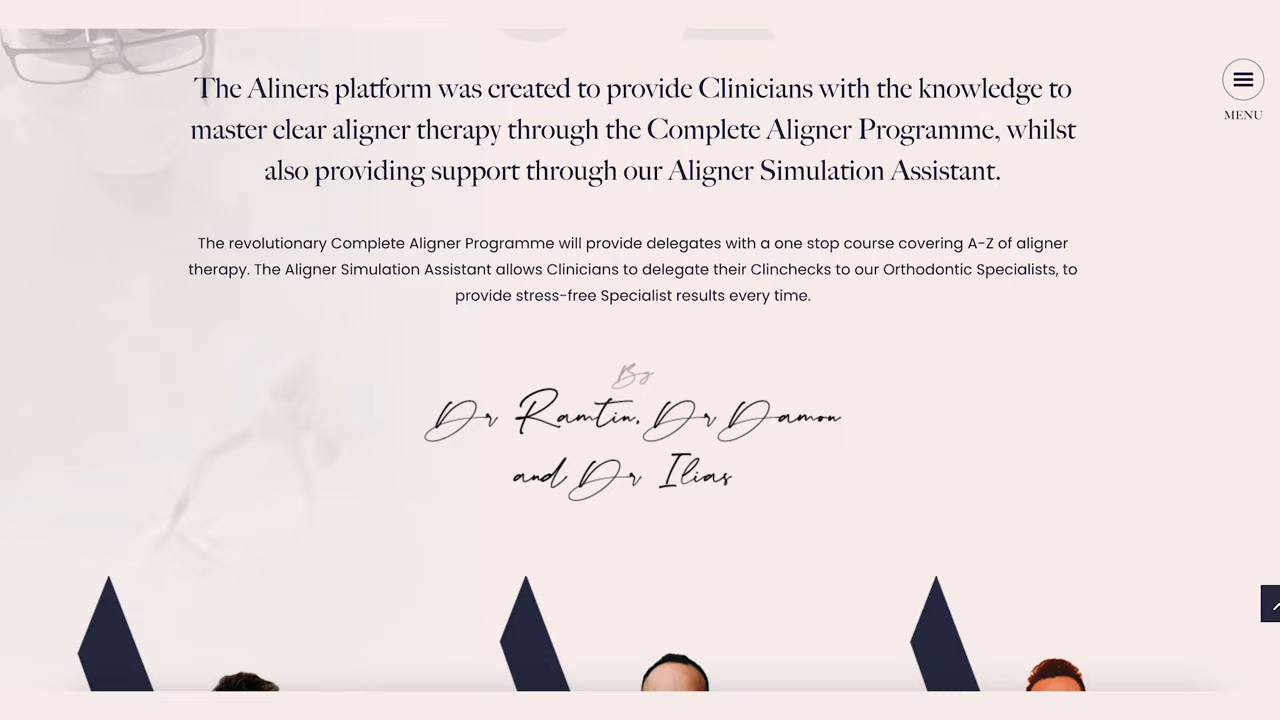 The Aliners platform was created to provide Clinicians with the knowledge to
master clear aligner therapy through the Complete Aligner Programme, whilst
also providing support through our Aligner Simulation Assistant.
MENU
The revolutionary Complete Aligner Programme will provide delegates with a one stop course covering A-Z of aligner
therapy. The Aligner Simulation Assistant allows Clinicians to delegate their Clinchecks to our Orthodontic Specialists, to
provide stress-free Specialist results every time.
By
Dr Ramtin, Dr Damon
and Dr Ilias